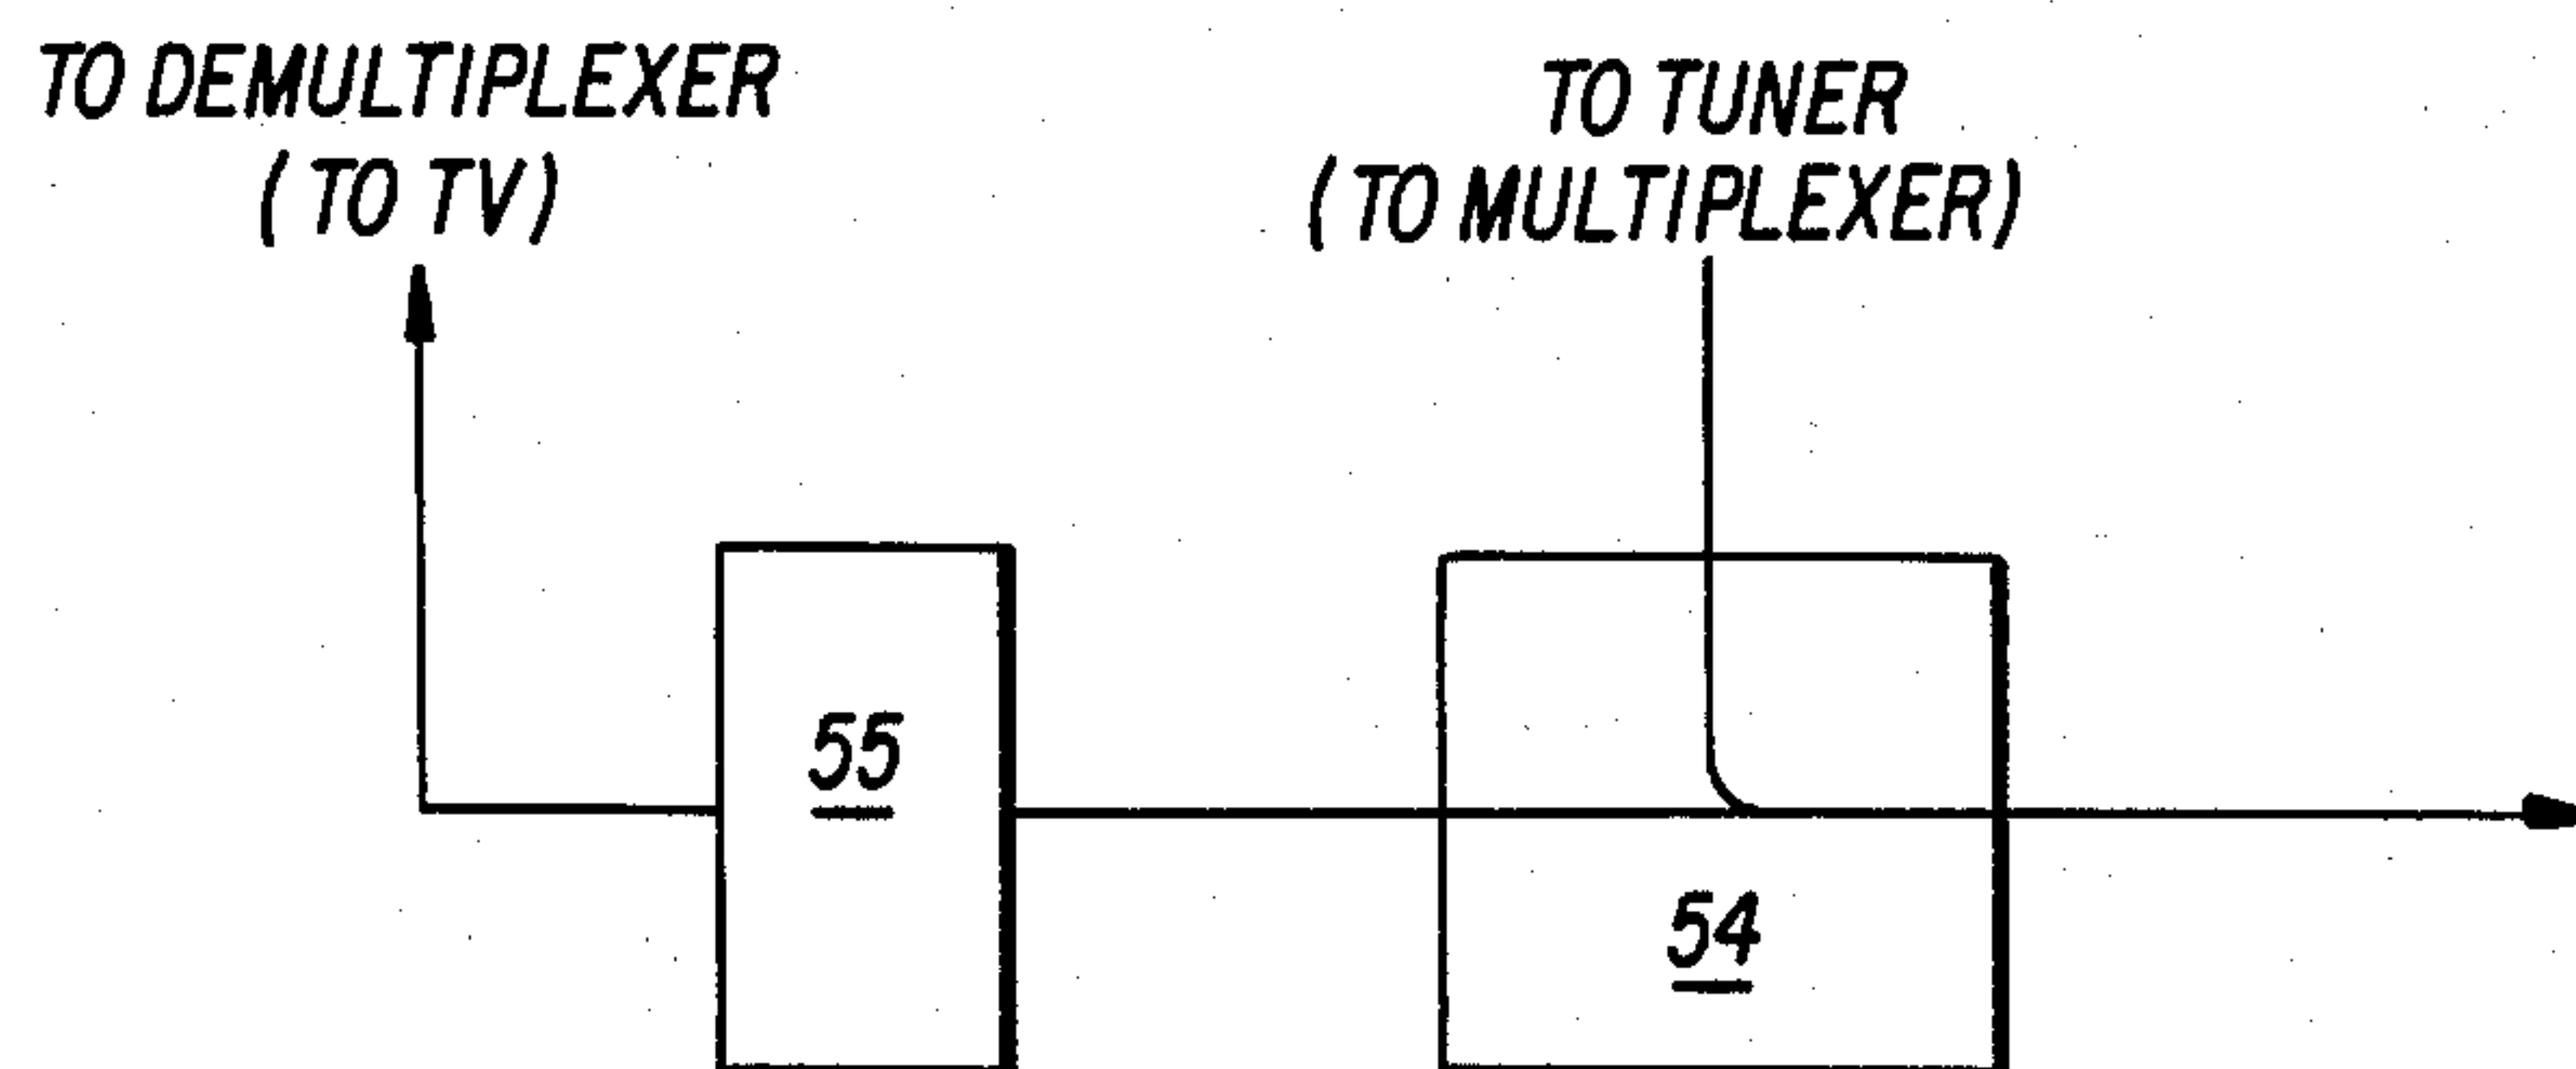 TO DEMULTIPLEXER
(TO TV)
TO TUNER
(TO MULTIPLEXER)
55
54